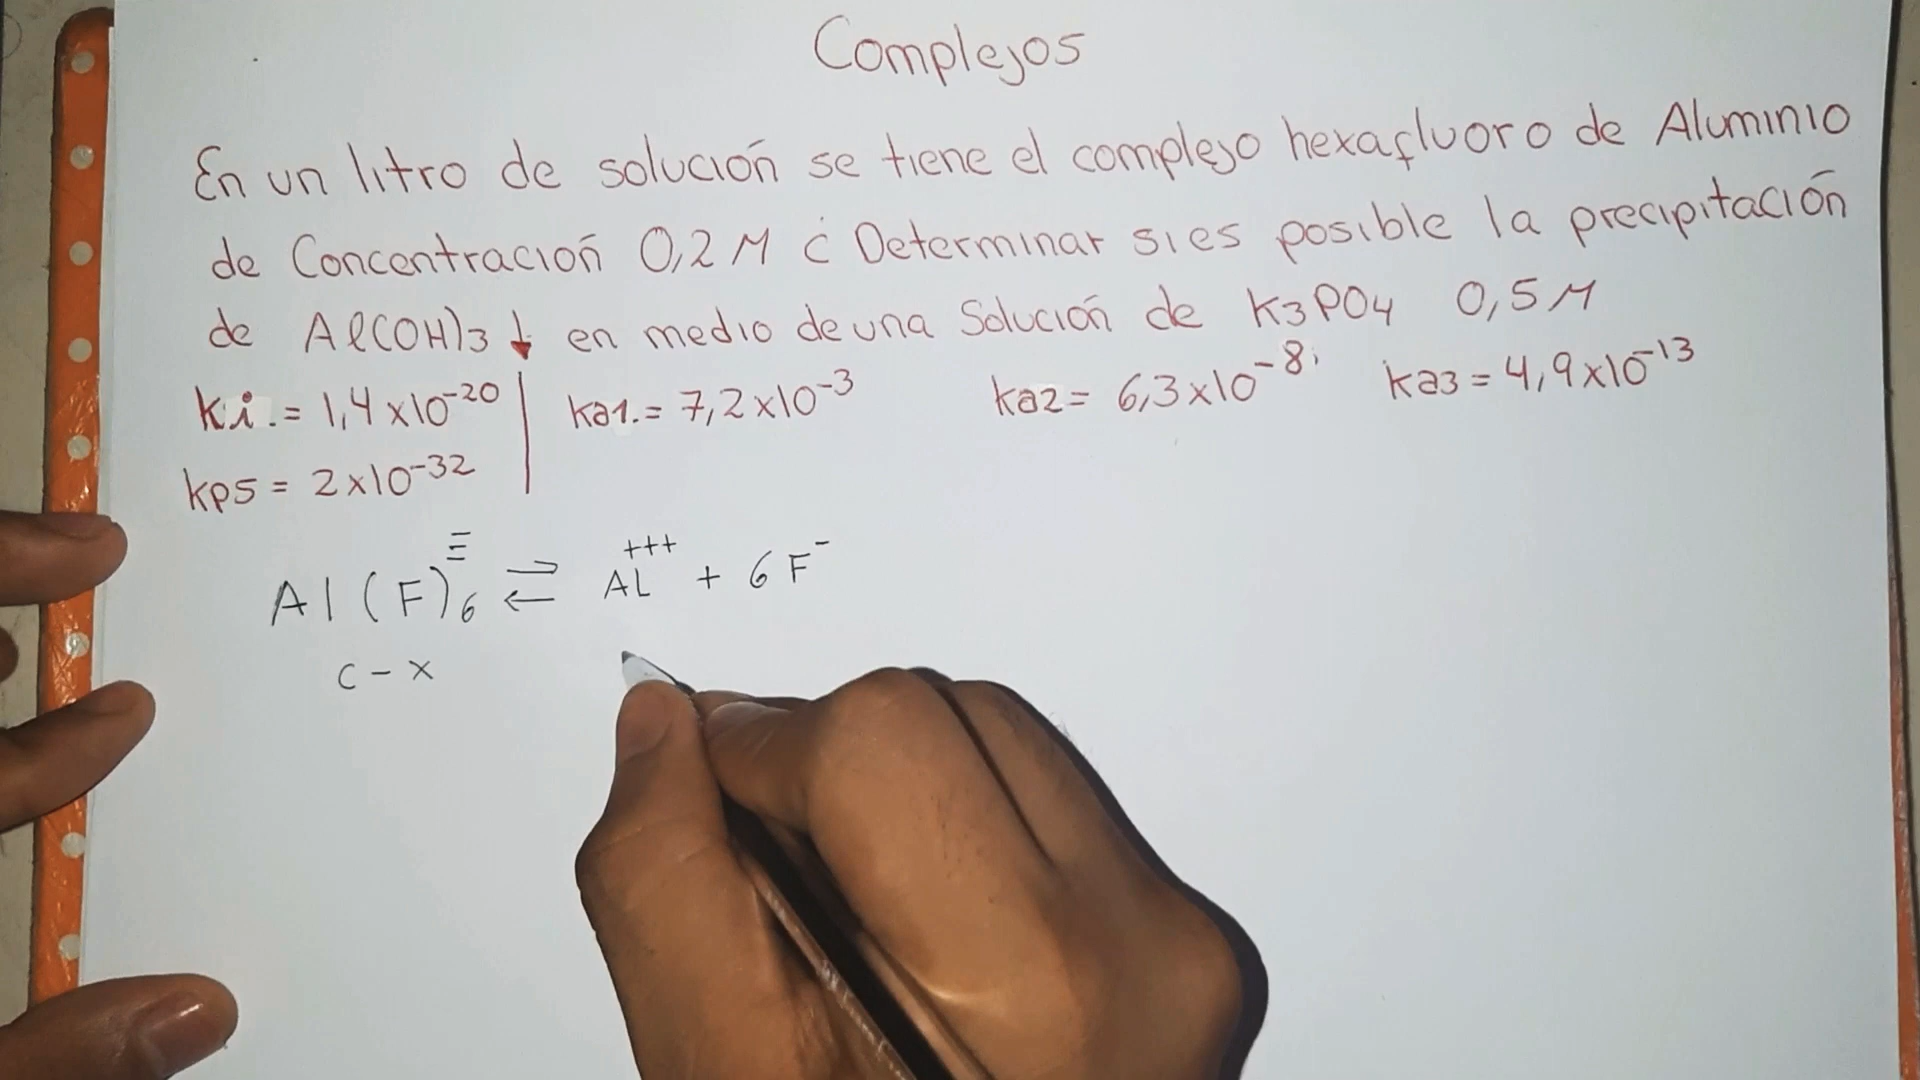 Complejos
En un litro de solución se tiene el complejo hexafluoro de Aluminio
de Concentración 0,2 M ¿ Determinar si es posible la precipitación
de Al(OH)3 ↓ en medio de una Solución de K3PO4 0,5 M
ki. = 1,4 x10⁻²⁰ | ka1. = 7,2 x10⁻³ ka2 = 6,3 x10⁻⁸ ka3 = 4,9 x10⁻¹³
kps = 2 x10⁻³²
Al (F)₆≡ ⇌ AL⁺⁺⁺ + 6 F⁻
c - x